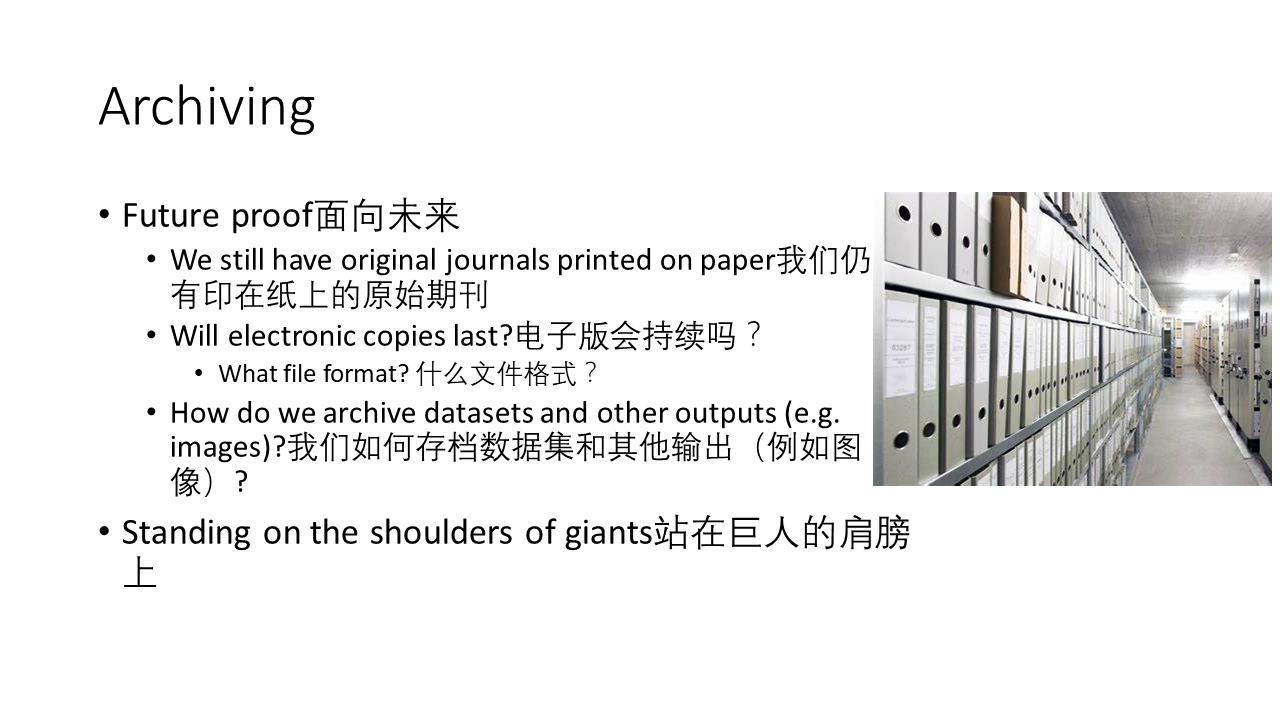 Archiving
• Future proof面向未来
• We still have original journals printed on paper我们仍
有印在纸上的原始期刊
• Will electronic copies last?电子版会持续吗？
• What file format? 什么文件格式？
• How do we archive datasets and other outputs (e.g.
images)?我们如何存档数据集和其他输出（例如图
像）?
• Standing on the shoulders of giants站在巨人的肩膀
上